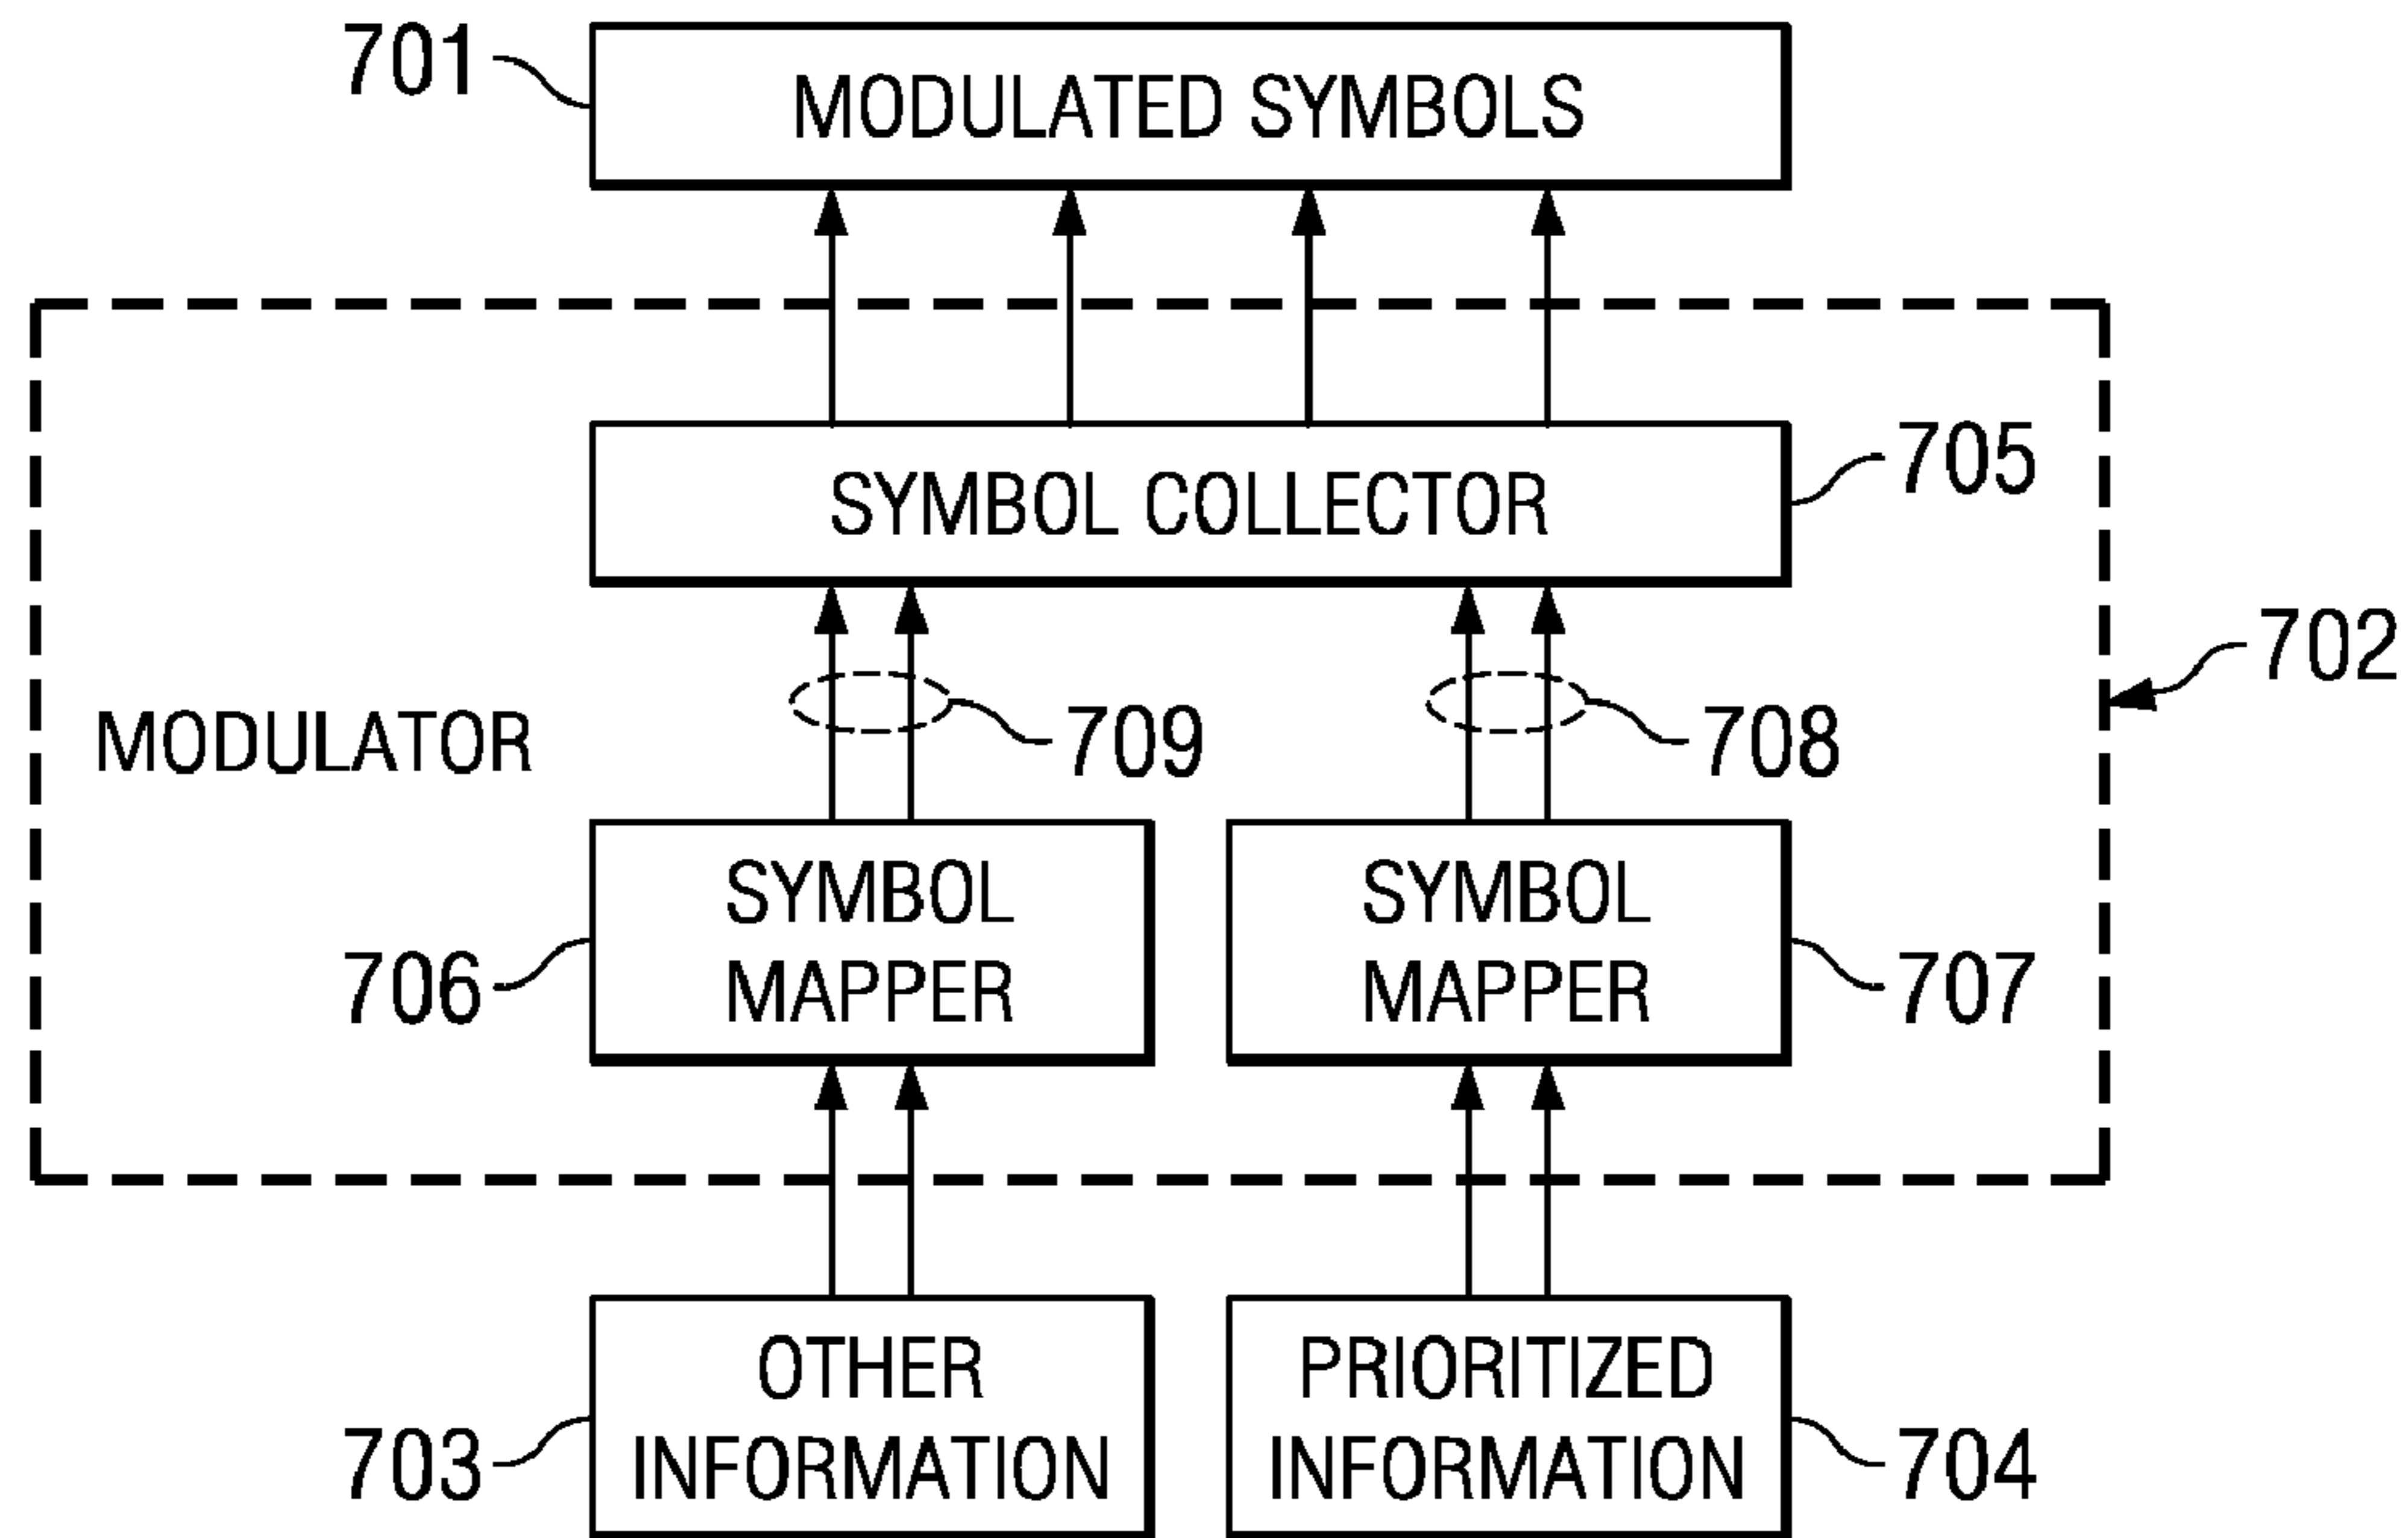 701
MODULATED SYMBOLS
SYMBOL COLLECTOR
705
702
MODULATOR
709
708
SYMBOL
MAPPER
706
SYMBOL
MAPPER
707
OTHER
INFORMATION
703
PRIORITIZED
INFORMATION
704